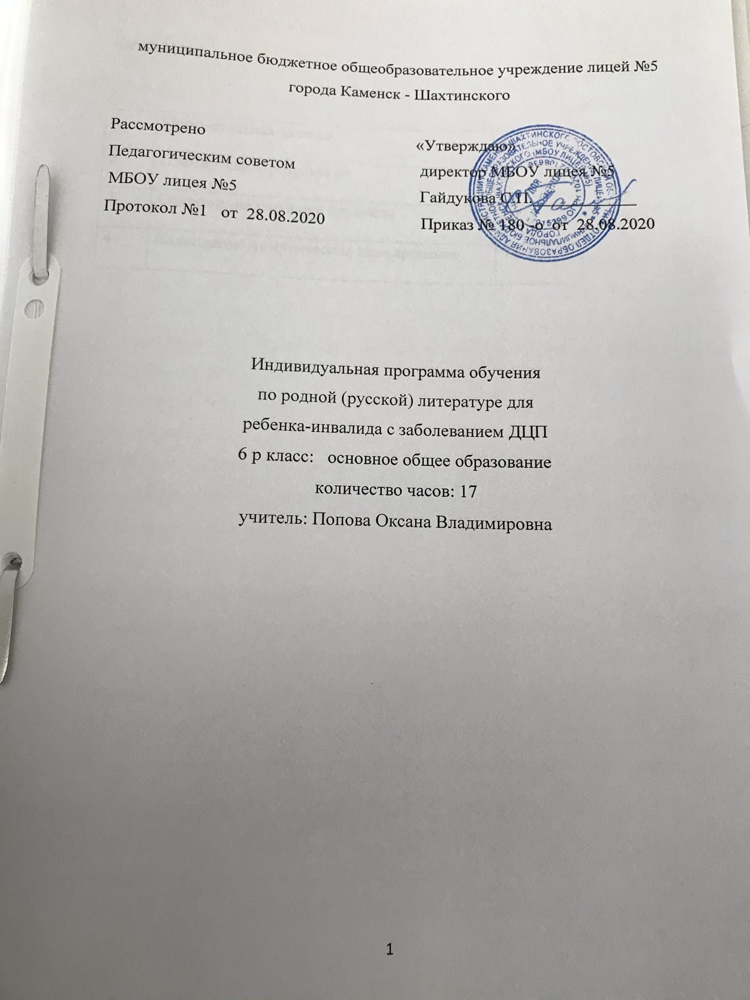 муниципальное бюджетное общеобразовательное учреждение лицей №5
города Каменск - Шахтинского
Рассмотрено
Педагогическим советом
МБОУ лицея №5
Протокол №1 от 28.08.2020
«Утверждаю»
директор МБОУ лицея №5
Гайдукова С.П.
Приказ № 180 -о от 28.08.2020
Индивидуальная программа обучения
по родной (русской) литературе для
ребенка-инвалида с заболеванием ДЦП
6 р класс: основное общее образование
количество часов: 17
учитель: Попова Оксана Владимировна
1